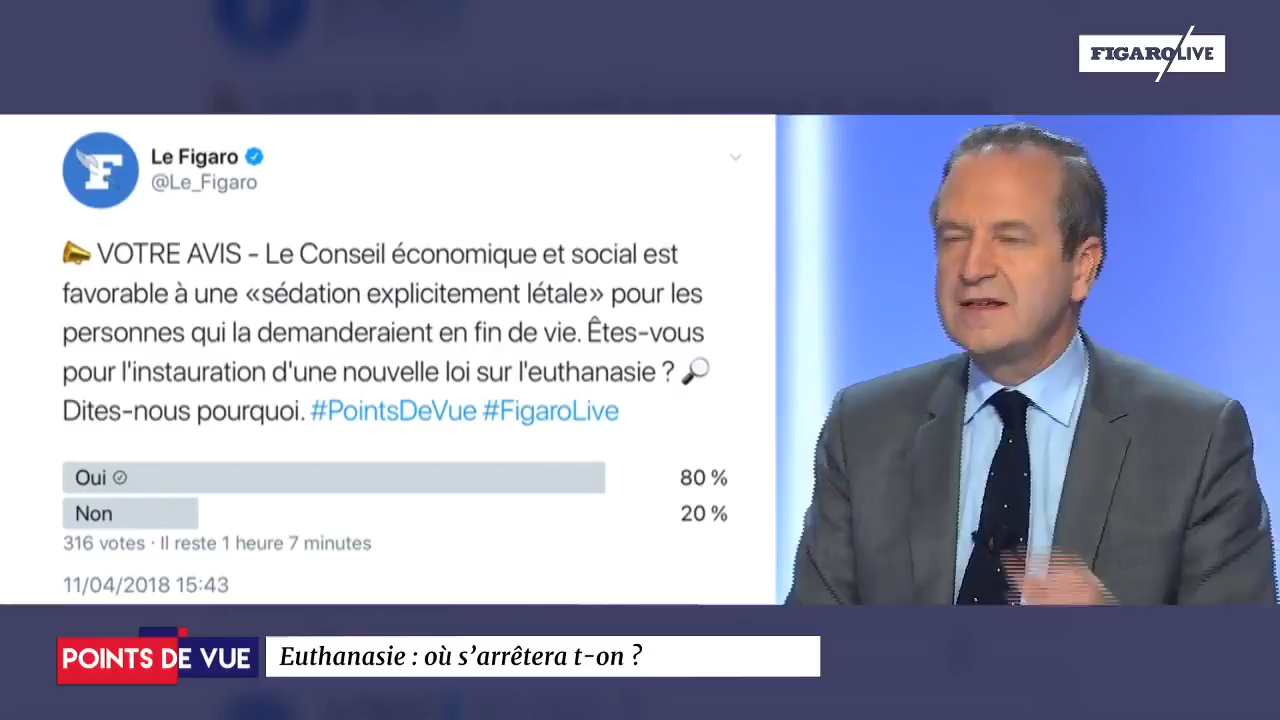 FIGAROLIVE
Le Figaro
@Le_Figaro
VOTRE AVIS - Le Conseil économique et social est
favorable à une «sédation explicitement létale» pour les
personnes qui la demanderaient en fin de vie. Êtes-vous
pour l'instauration d'une nouvelle loi sur l'euthanasie ?
Dites-nous pourquoi. #PointsDeVue #FigaroLive
Oui 80 %
Non 20 %
316 votes · Il reste 1 heure 7 minutes
11/04/2018 15:43
POINTS DE VUE
Euthanasie : où s'arrêtera t-on ?